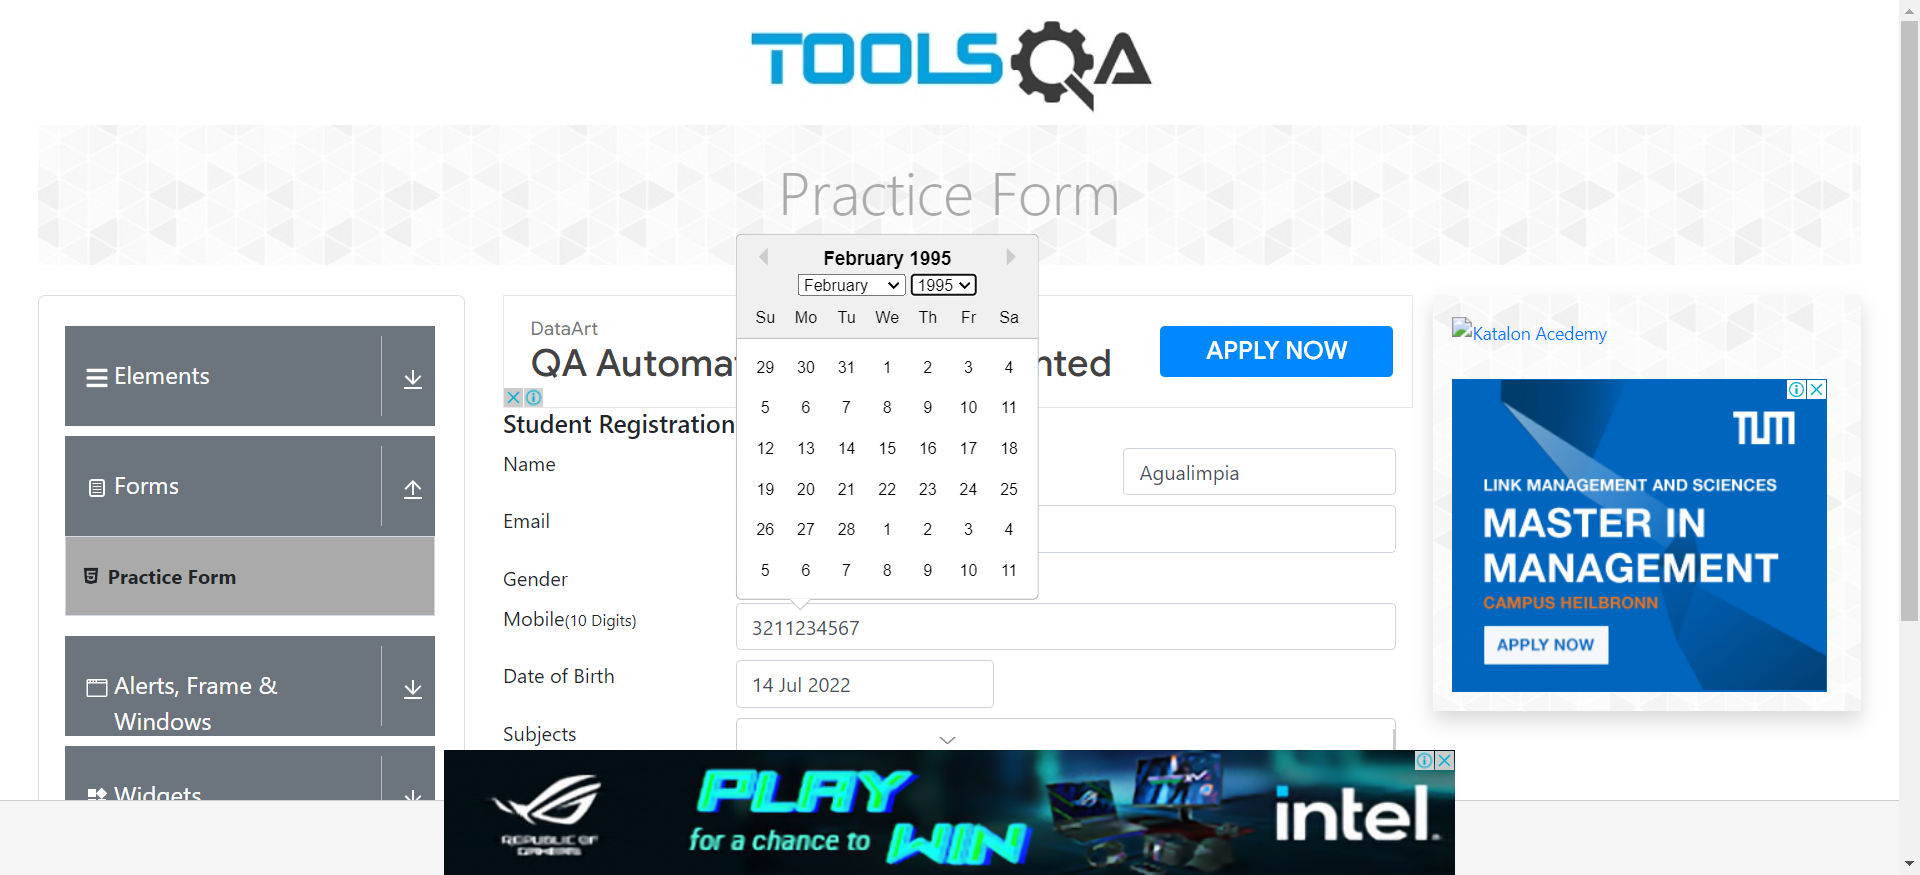 TOOLSQA
Practice Form
February 1995
February 1995
Su Mo Tu We Th Fr Sa
29 30 31 1 2 3 4
5 6 7 8 9 10 11
12 13 14 15 16 17 18
19 20 21 22 23 24 25
26 27 28 1 2 3 4
5 6 7 8 9 10 11
Elements
Forms
Practice Form
Alerts, Frame &
Windows
Widgets
DataArt
QA Automa nted
APPLY NOW
Student Registration
Name
Agualimpia
Email
Gender
Mobile(10 Digits)
3211234567
Date of Birth
14 Jul 2022
Subjects
Katalon Acedemy
TUM
LINK MANAGEMENT AND SCIENCES
MASTER IN
MANAGEMENT
CAMPUS HEILBRONN
APPLY NOW
REPUBLIC OF
GAMERS
PLAY
for a chance to WIN
intel.